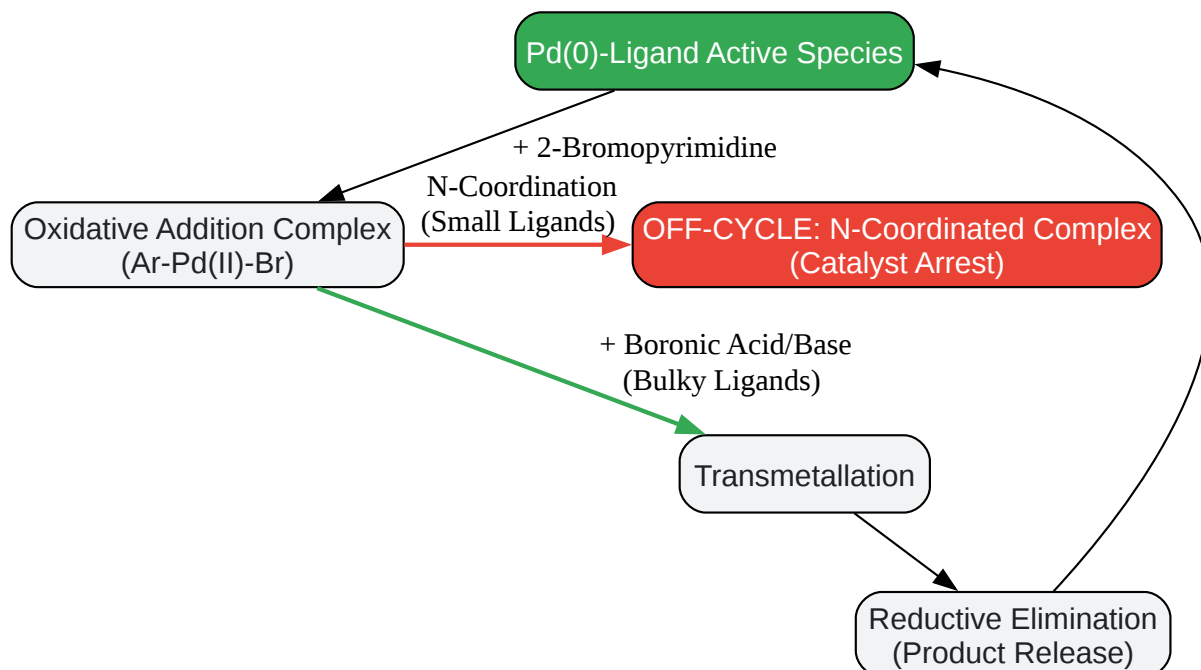 Pd(0)-Ligand Active Species
+ 2-Bromopyrimidine
N-Coordination
(Small Ligands)
Oxidative Addition Complex
(Ar-Pd(II)-Br)
OFF-CYCLE: N-Coordinated Complex
(Catalyst Arrest)
+ Boronic Acid/Base
(Bulky Ligands)
Transmetallation
Reductive Elimination
(Product Release)